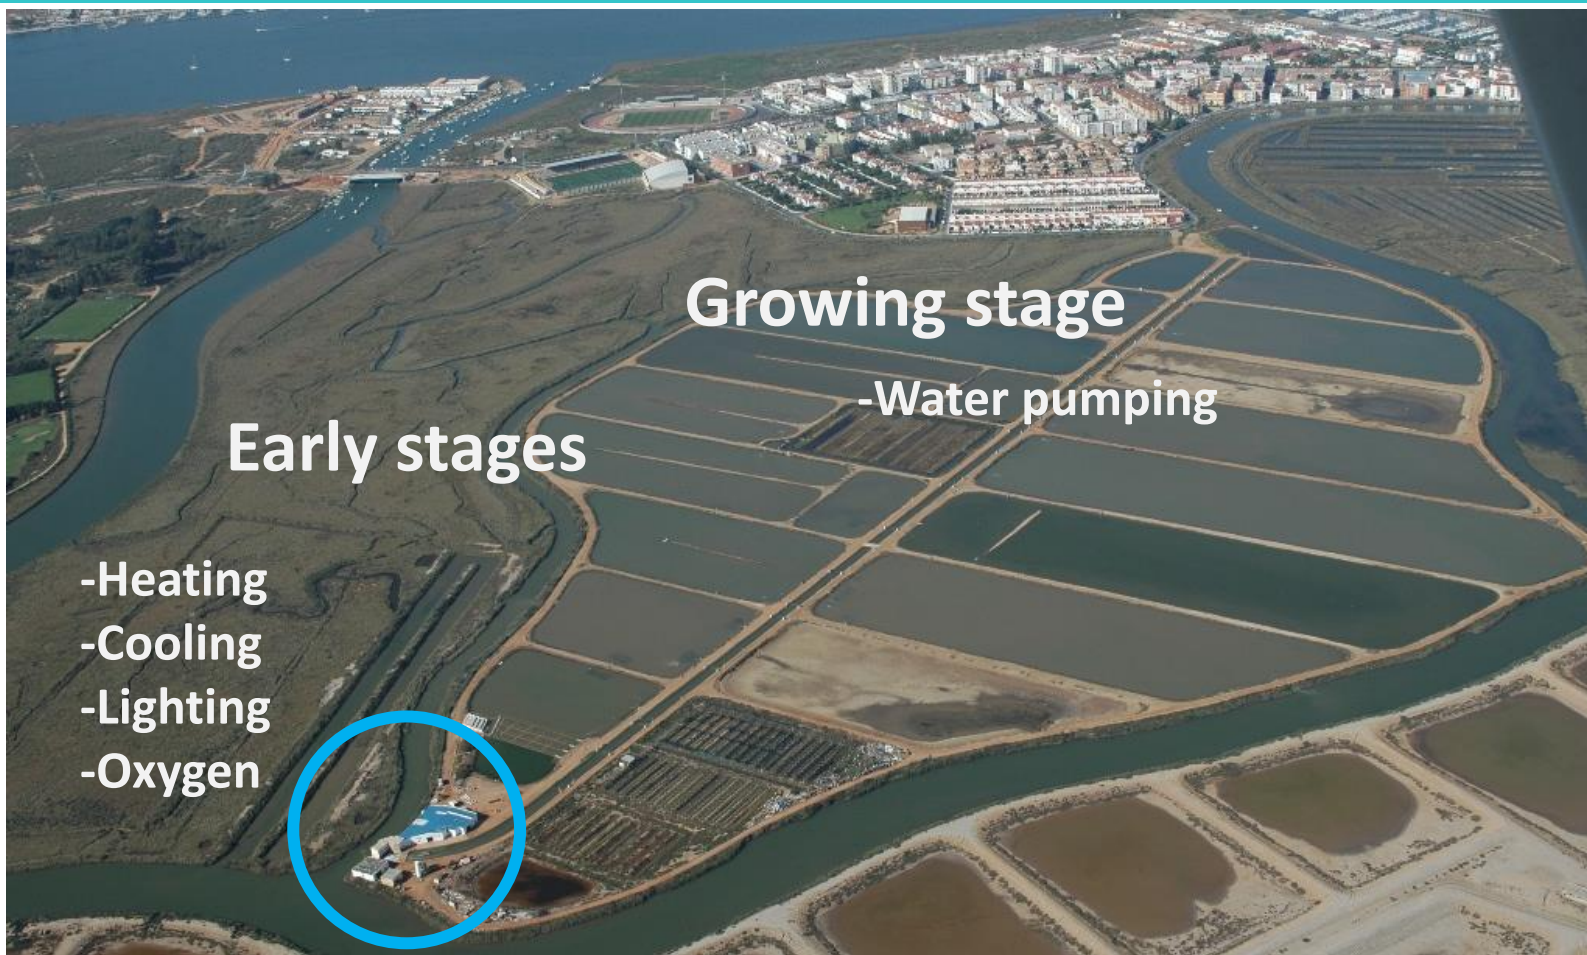 Growing stage
-Water pumping
Early stages
-Heating
-Cooling
-Lighting
-Oxygen